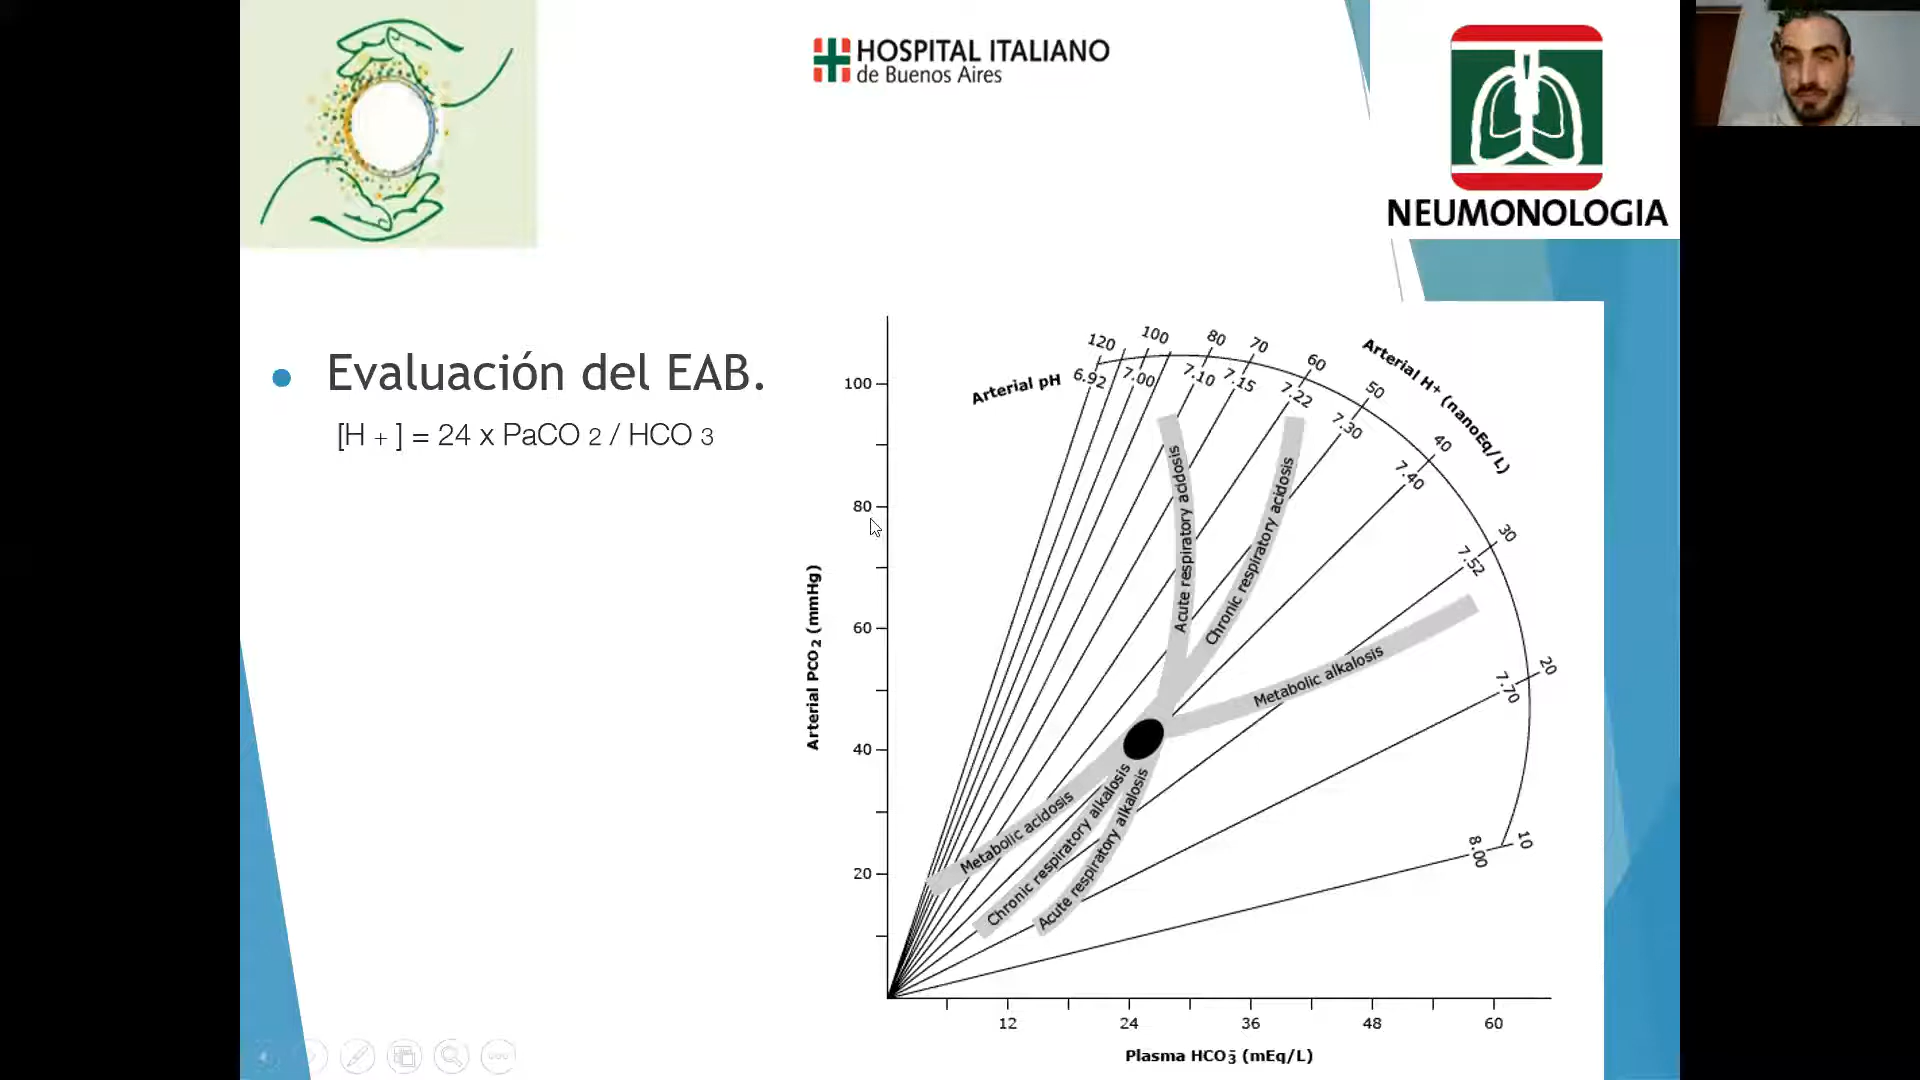 HOSPITAL ITALIANO
de Buenos Aires
NEUMONOLOGIA
Evaluación del EAB.
[H + ] = 24 x PaCO 2 / HCO 3
Arterial pH
Arterial H⁺ (nanoEq/L)
120
100
80
70
60
50
40
30
20
10
6.92
7.00
7.10
7.15
7.22
7.30
7.40
7.52
7.70
8.00
Arterial PCO₂ (mmHg)
100
80
60
40
20
Acute respiratory acidosis
Chronic respiratory acidosis
Metabolic alkalosis
Metabolic acidosis
Chronic respiratory alkalosis
Acute respiratory alkalosis
12
24
36
48
60
Plasma HCO₃⁻ (mEq/L)